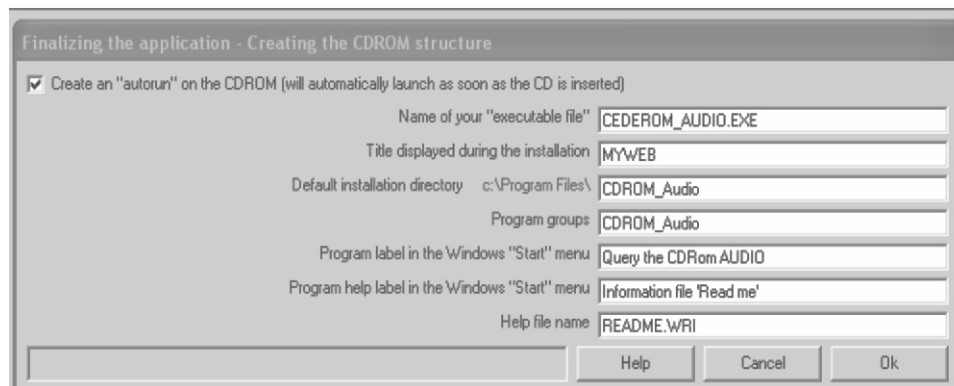 Finalizing the application - Creating the CDROM structure
Create an "autorun" on the CDROM (will automatically launch as soon as the CD is inserted)
Name of your "executable file" CEDEROM_AUDIO.EXE
Title displayed during the installation MYWEB
Default installation directory c:\Program Files\ CDROM_Audio
Program groups CDROM_Audio
Program label in the Windows "Start" menu Query the CDRom AUDIO
Program help label in the Windows "Start" menu Information file 'Read me'
Help file name README.WRI
Help Cancel Ok